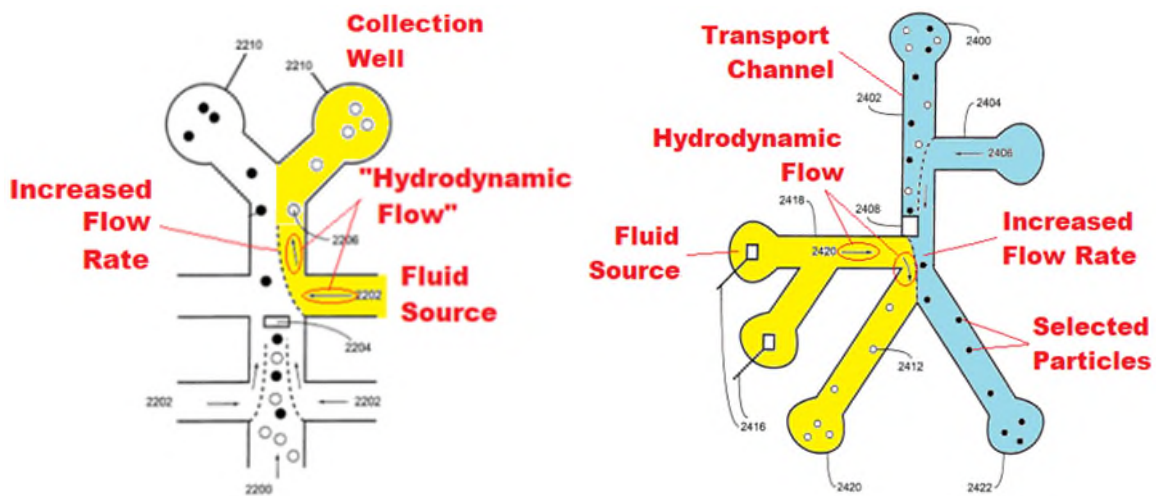 Collection
Well
2210
2210
Increased
Flow
Rate
"Hydrodynamic
Flow"
2206
Fluid
Source
2202
2204
2202
2202
2200
Transport
Channel
2400
2402
2404
2406
Hydrodynamic
Flow
2418
2408
Increased
Flow Rate
Fluid
Source
2420
Selected
Particles
2412
2416
2420
2422